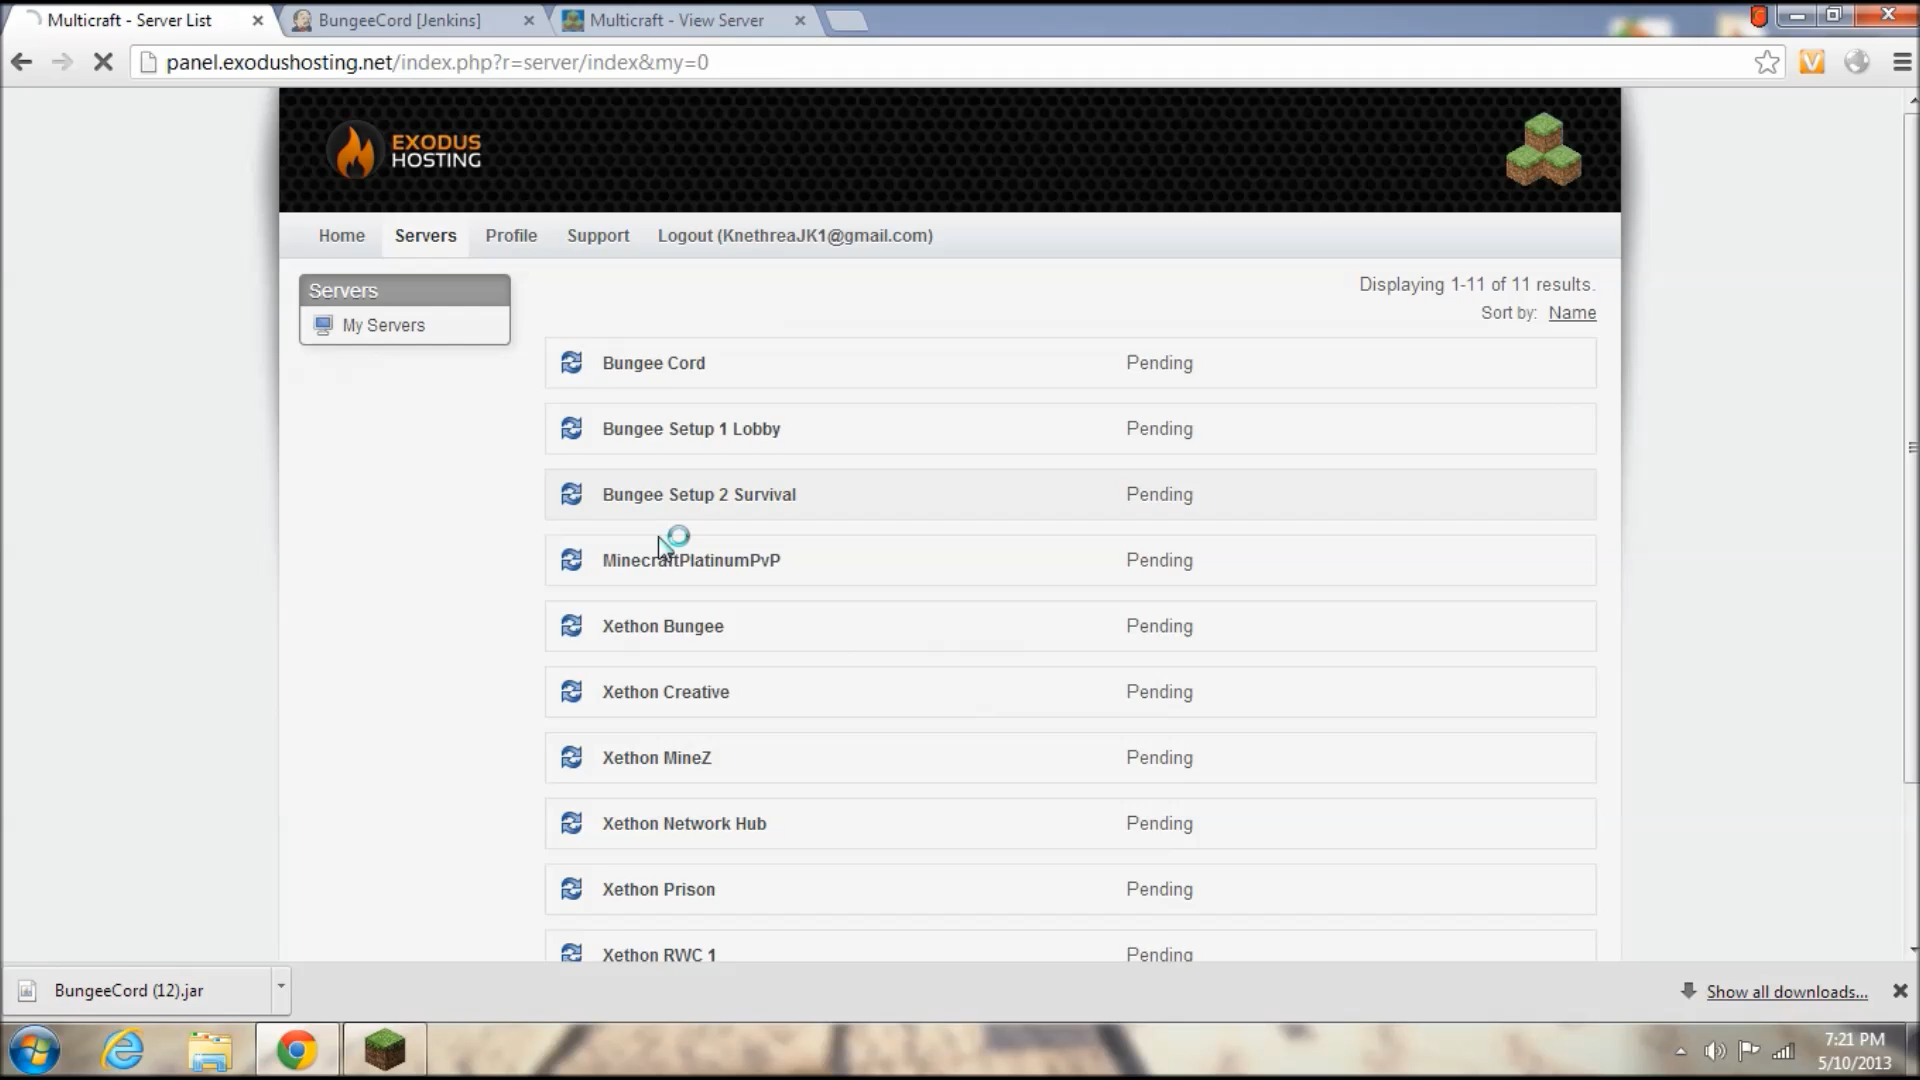 Multicraft - Server List
BungeeCord [Jenkins]
Multicraft - View Server
panel.exodushosting.net/index.php?r=server/index&my=0
EXODUS
HOSTING
Home
Servers
Profile
Support
Logout (KnethreaJK1@gmail.com)
Servers
My Servers
Displaying 1-11 of 11 results.
Sort by: Name
Bungee Cord Pending
Bungee Setup 1 Lobby Pending
Bungee Setup 2 Survival Pending
MinecraftPlatinumPvP Pending
Xethon Bungee Pending
Xethon Creative Pending
Xethon MineZ Pending
Xethon Network Hub Pending
Xethon Prison Pending
Xethon RWC 1 Pending
BungeeCord (12).jar
Show all downloads...
7:21 PM
5/10/2013